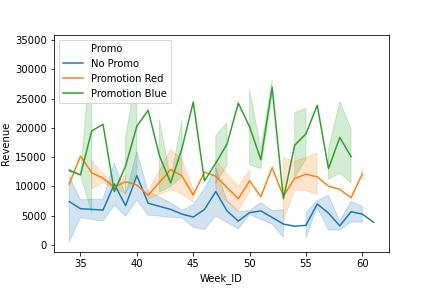 35000
30000
25000
20000
15000
10000
5000
0
Revenue
Promo
No Promo
Promotion Red
Promotion Blue
35 40 45 50 55 60
Week_ID